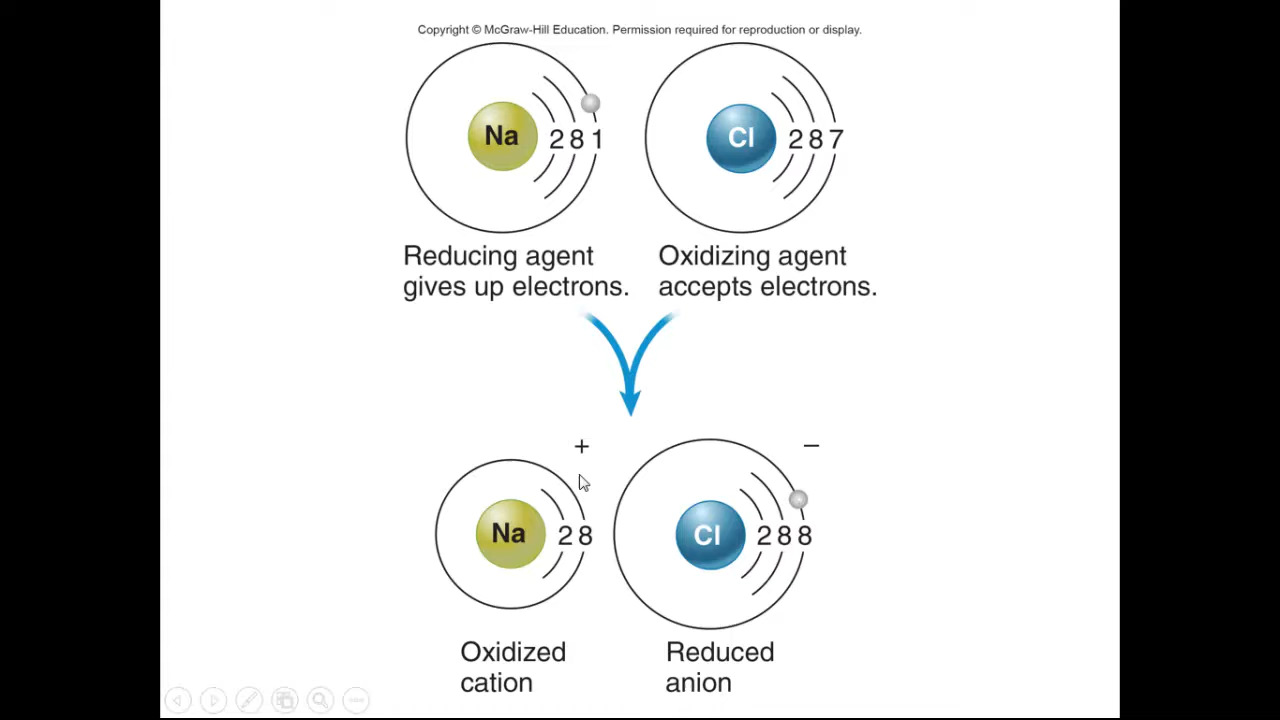 Copyright © McGraw-Hill Education. Permission required for reproduction or display.
Na 2 8 1
Cl 2 8 7
Reducing agent
gives up electrons.
Oxidizing agent
accepts electrons.
+
−
Na 2 8
Cl 2 8 8
Oxidized
cation
Reduced
anion